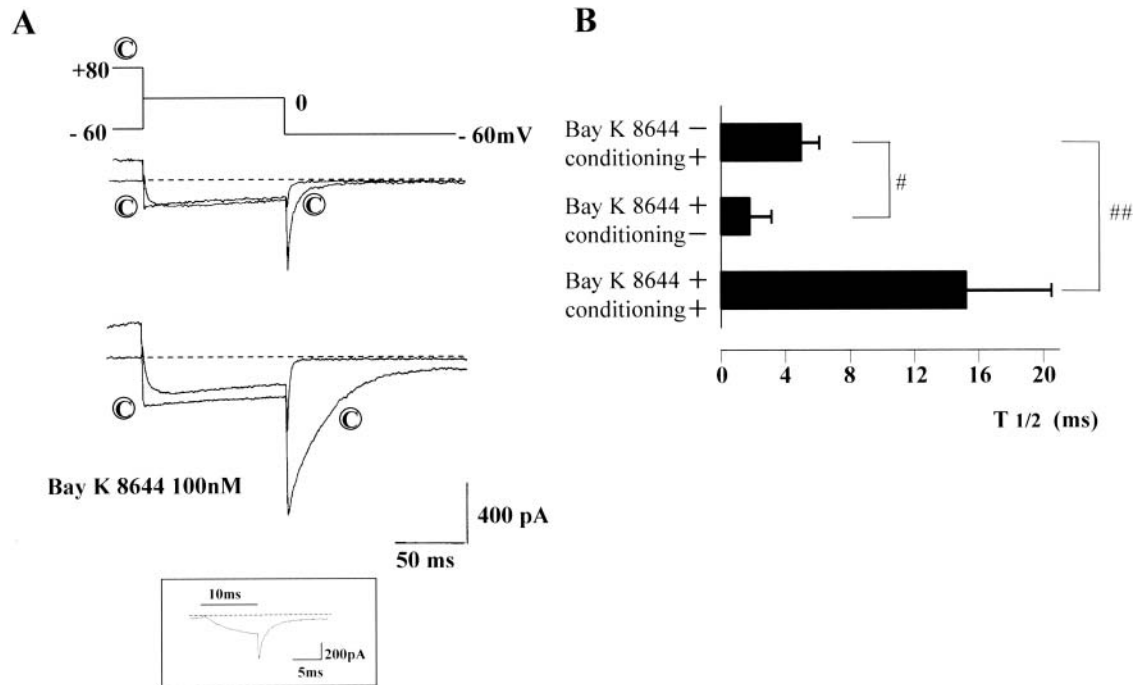 A
Ⓒ
+80
0
- 60
- 60mV
Ⓒ
Ⓒ
Ⓒ
Ⓒ
Bay K 8644 100nM
400 pA
50 ms
10ms
200pA
5ms
B
Bay K 8644 −
conditioning +
Bay K 8644 +
conditioning −
Bay K 8644 +
conditioning +
#
##
0 4 8 12 16 20
T 1/2 (ms)